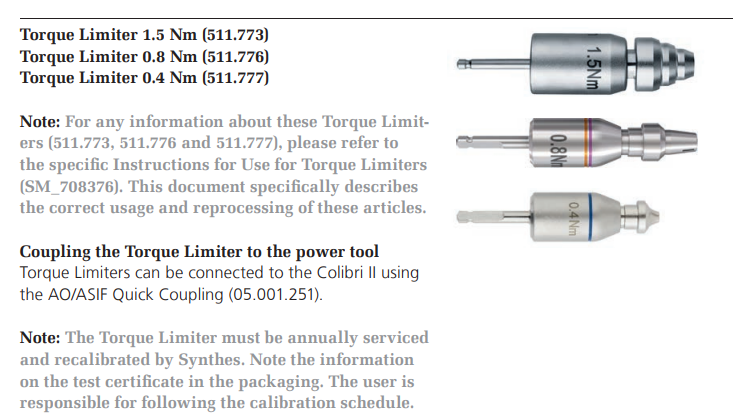 Torque Limiter 1.5 Nm (511.773)
Torque Limiter 0.8 Nm (511.776)
Torque Limiter 0.4 Nm (511.777)
Note: For any information about these Torque Limit-
ers (511.773, 511.776 and 511.777), please refer to
the specific Instructions for Use for Torque Limiters
(SM_708376). This document specifically describes
the correct usage and reprocessing of these articles.
Coupling the Torque Limiter to the power tool
Torque Limiters can be connected to the Colibri II using
the AO/ASIF Quick Coupling (05.001.251).
Note: The Torque Limiter must be annually serviced
and recalibrated by Synthes. Note the information
on the test certificate in the packaging. The user is
responsible for following the calibration schedule.
1.5Nm
0.8N
0.4Nm